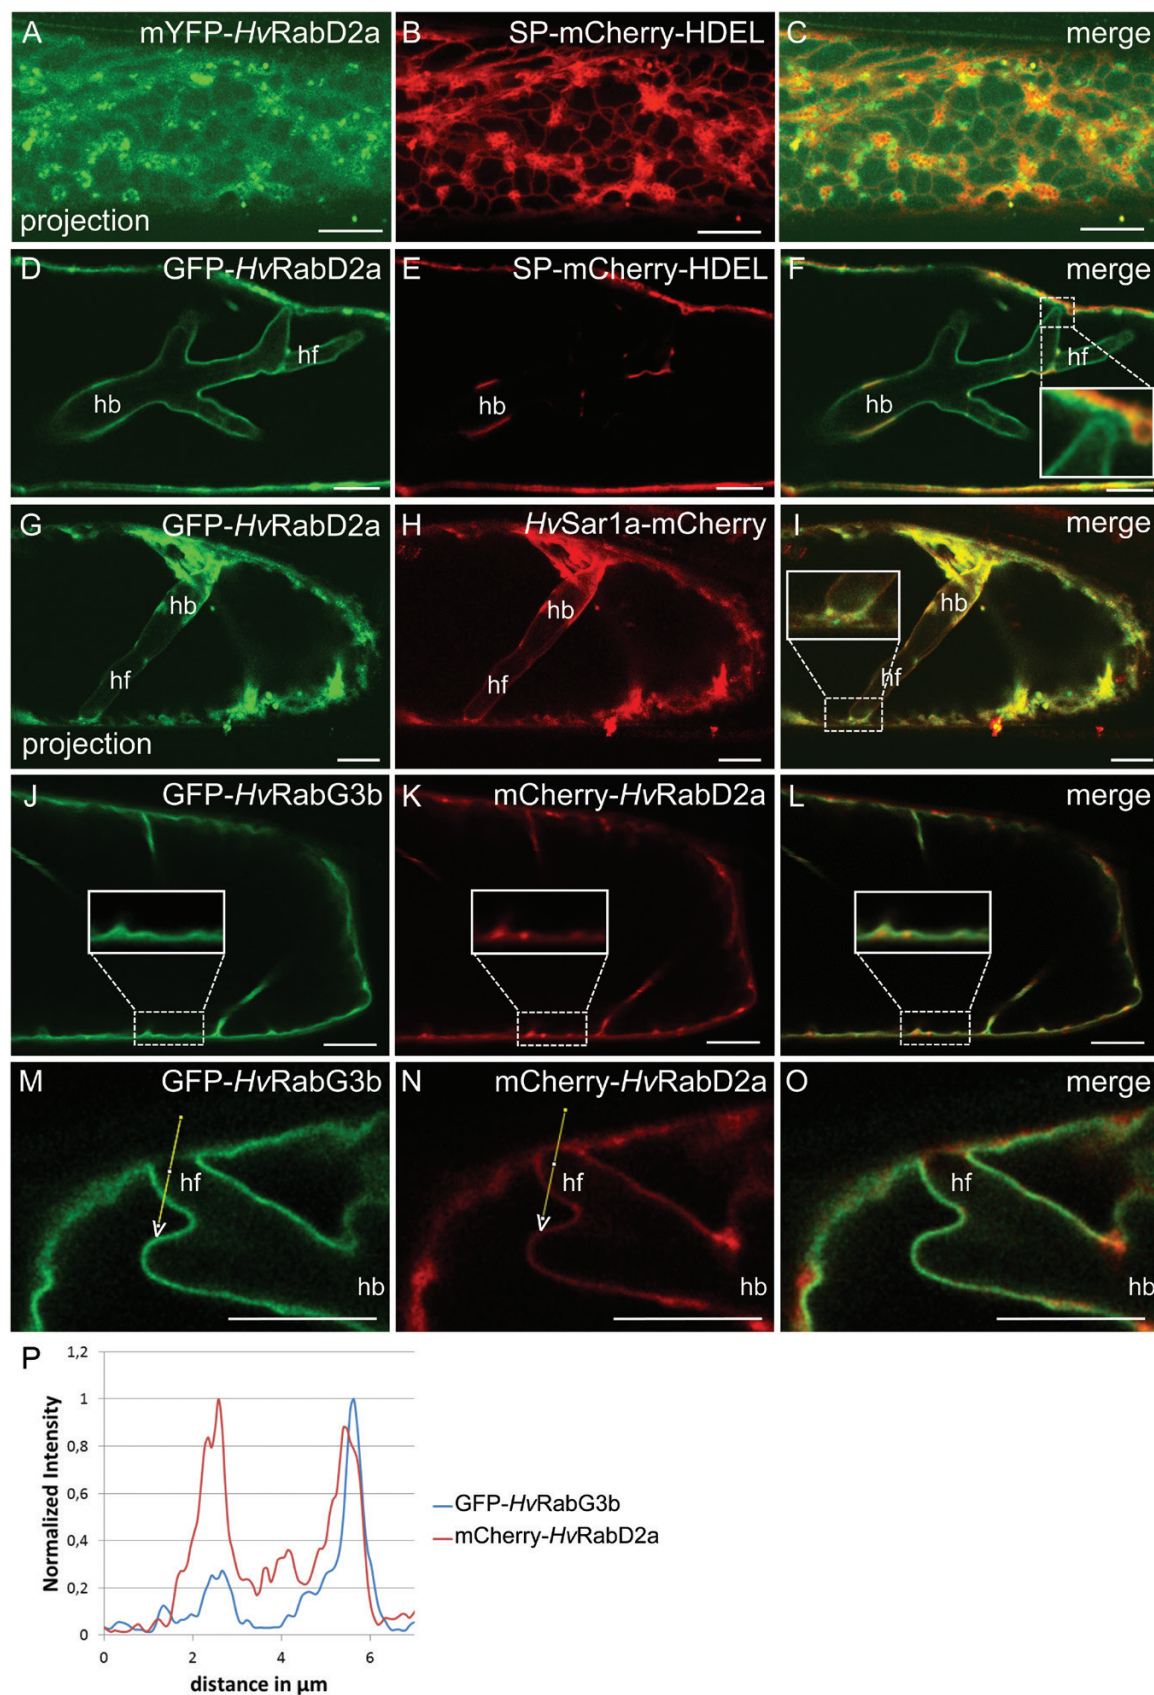 A mYFP-HvRabD2a B SP-mCherry-HDEL C merge
projection
D GFP-HvRabD2a E SP-mCherry-HDEL F merge
hf hf
hb hb hb
G GFP-HvRabD2a H HvSar1a-mCherry I merge
hb hb hb
hf hf hf
projection
J GFP-HvRabG3b K mCherry-HvRabD2a L merge
M GFP-HvRabG3b N mCherry-HvRabD2a O merge
hf hf hf
hb hb hb
P
1,2
1
0,8
0,6
0,4
0,2
0
Normalized Intensity
GFP-HvRabG3b
mCherry-HvRabD2a
0 2 4 6
distance in µm